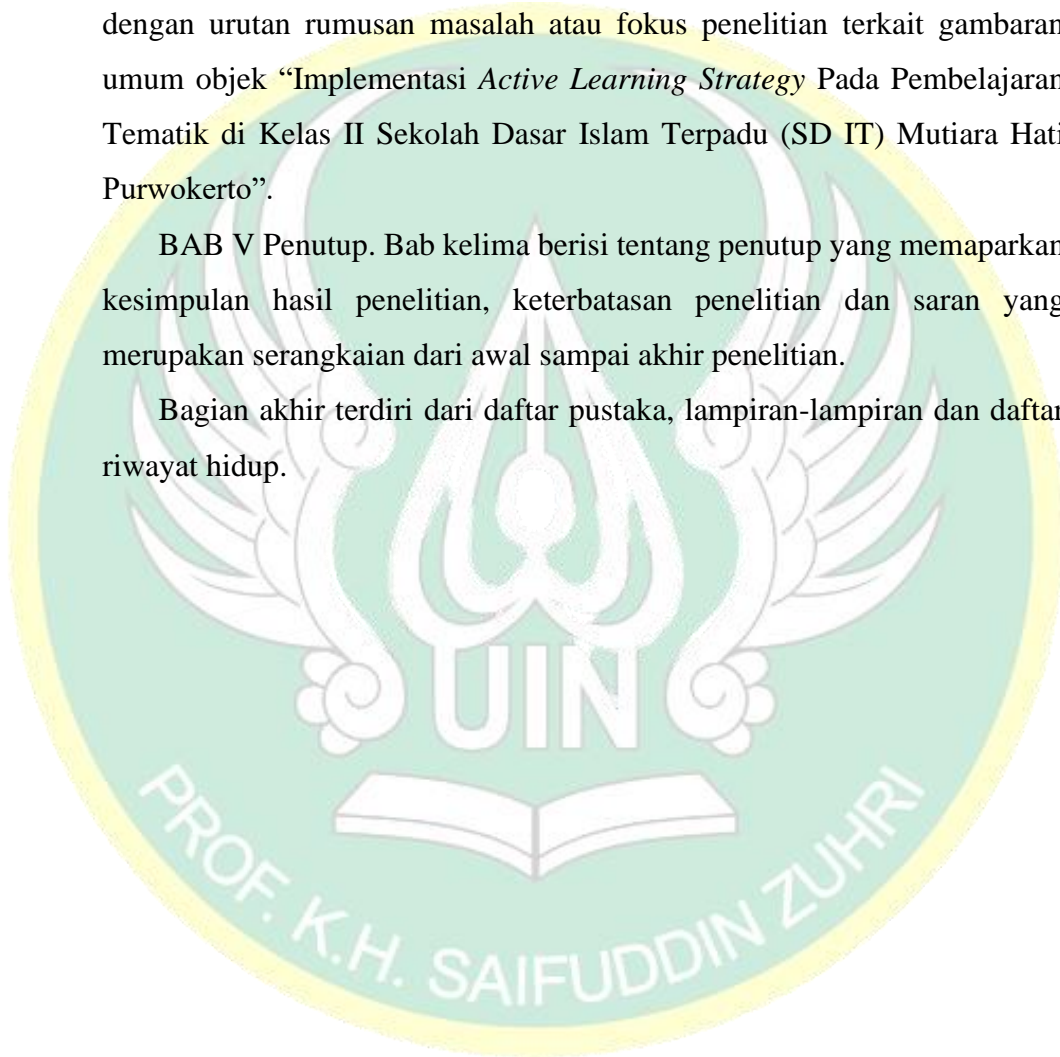 dengan urutan rumusan masalah atau fokus penelitian terkait gambaran
umum objek “Implementasi Active Learning Strategy Pada Pembelajaran
Tematik di Kelas II Sekolah Dasar Islam Terpadu (SD IT) Mutiara Hati
Purwokerto”.
BAB V Penutup. Bab kelima berisi tentang penutup yang memaparkan
kesimpulan hasil penelitian, keterbatasan penelitian dan saran yang
merupakan serangkaian dari awal sampai akhir penelitian.
Bagian akhir terdiri dari daftar pustaka, lampiran-lampiran dan daftar
riwayat hidup.
UIN
PROF. K.H. SAIFUDDIN ZUHRI